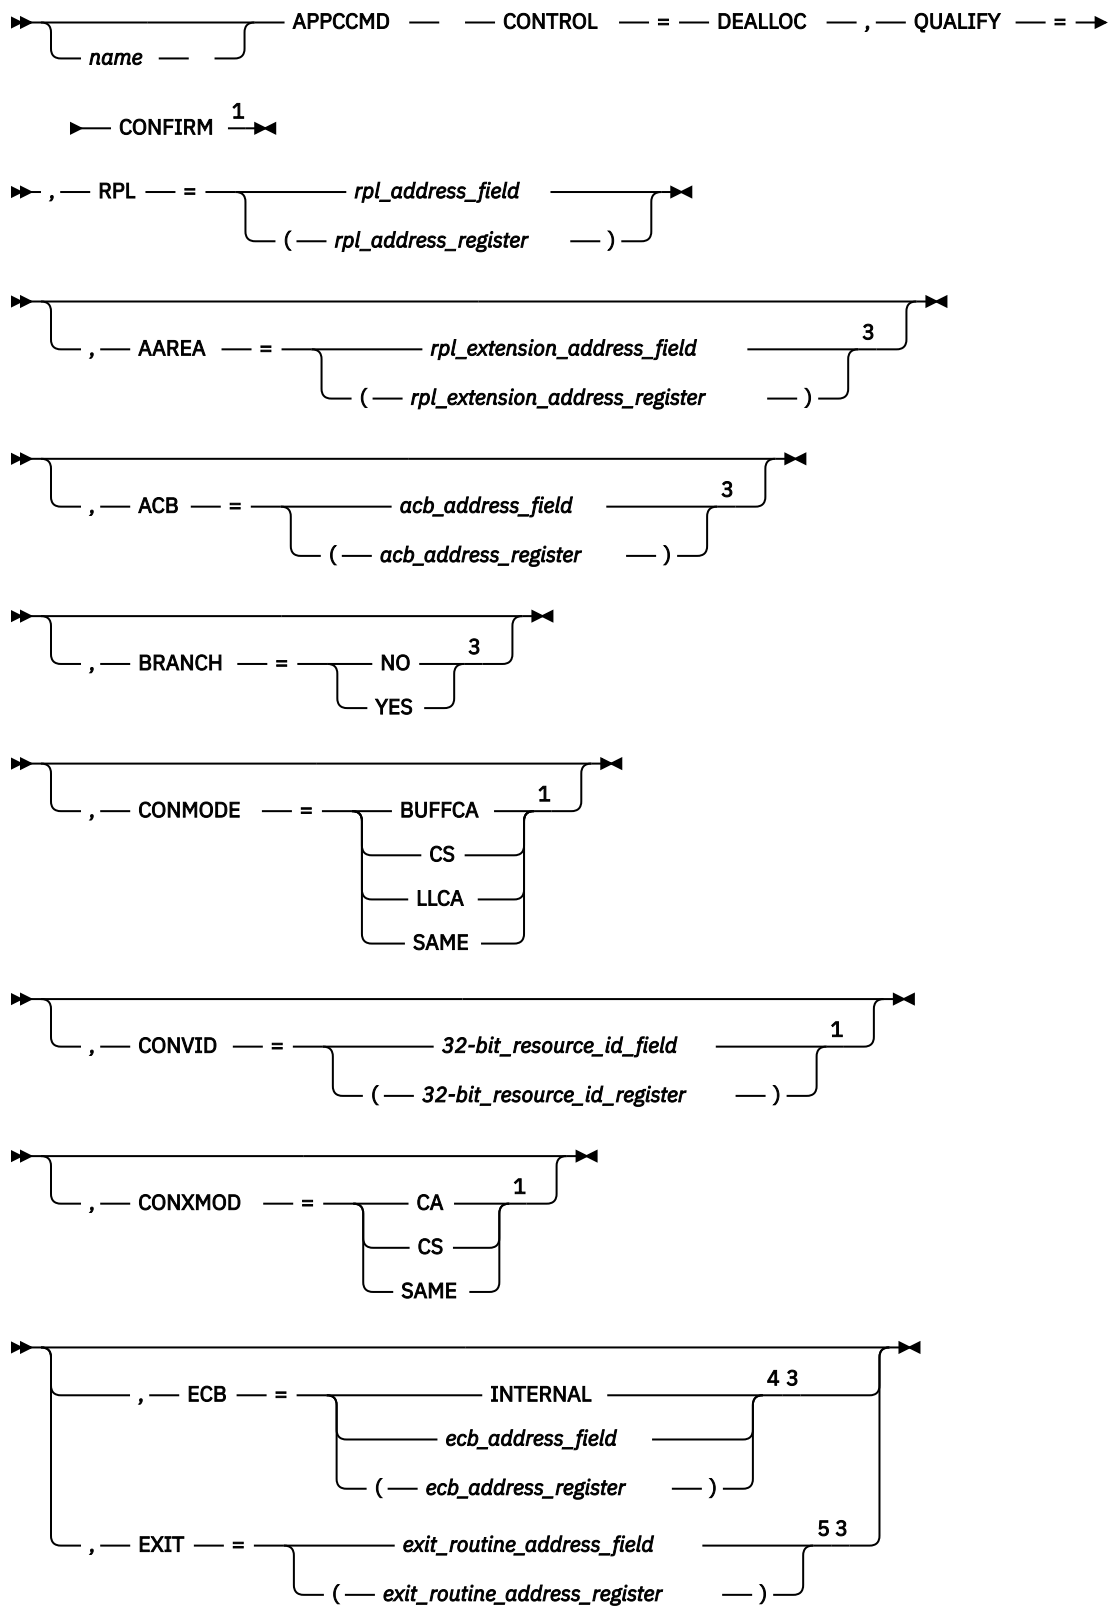 APPCCMD CONTROL = DEALLOC , QUALIFY =
name
CONFIRM 1
, RPL = rpl_address_field
( rpl_address_register )
, AAREA = rpl_extension_address_field 3
( rpl_extension_address_register )
, ACB = acb_address_field 3
( acb_address_register )
, BRANCH = NO 3
YES
, CONMODE = BUFFCA 1
CS
LLCA
SAME
, CONVID = 32-bit_resource_id_field 1
( 32-bit_resource_id_register )
, CONXMOD = CA 1
CS
SAME
, ECB = INTERNAL 4 3
ecb_address_field
( ecb_address_register )
, EXIT = exit_routine_address_field 5 3
( exit_routine_address_register )